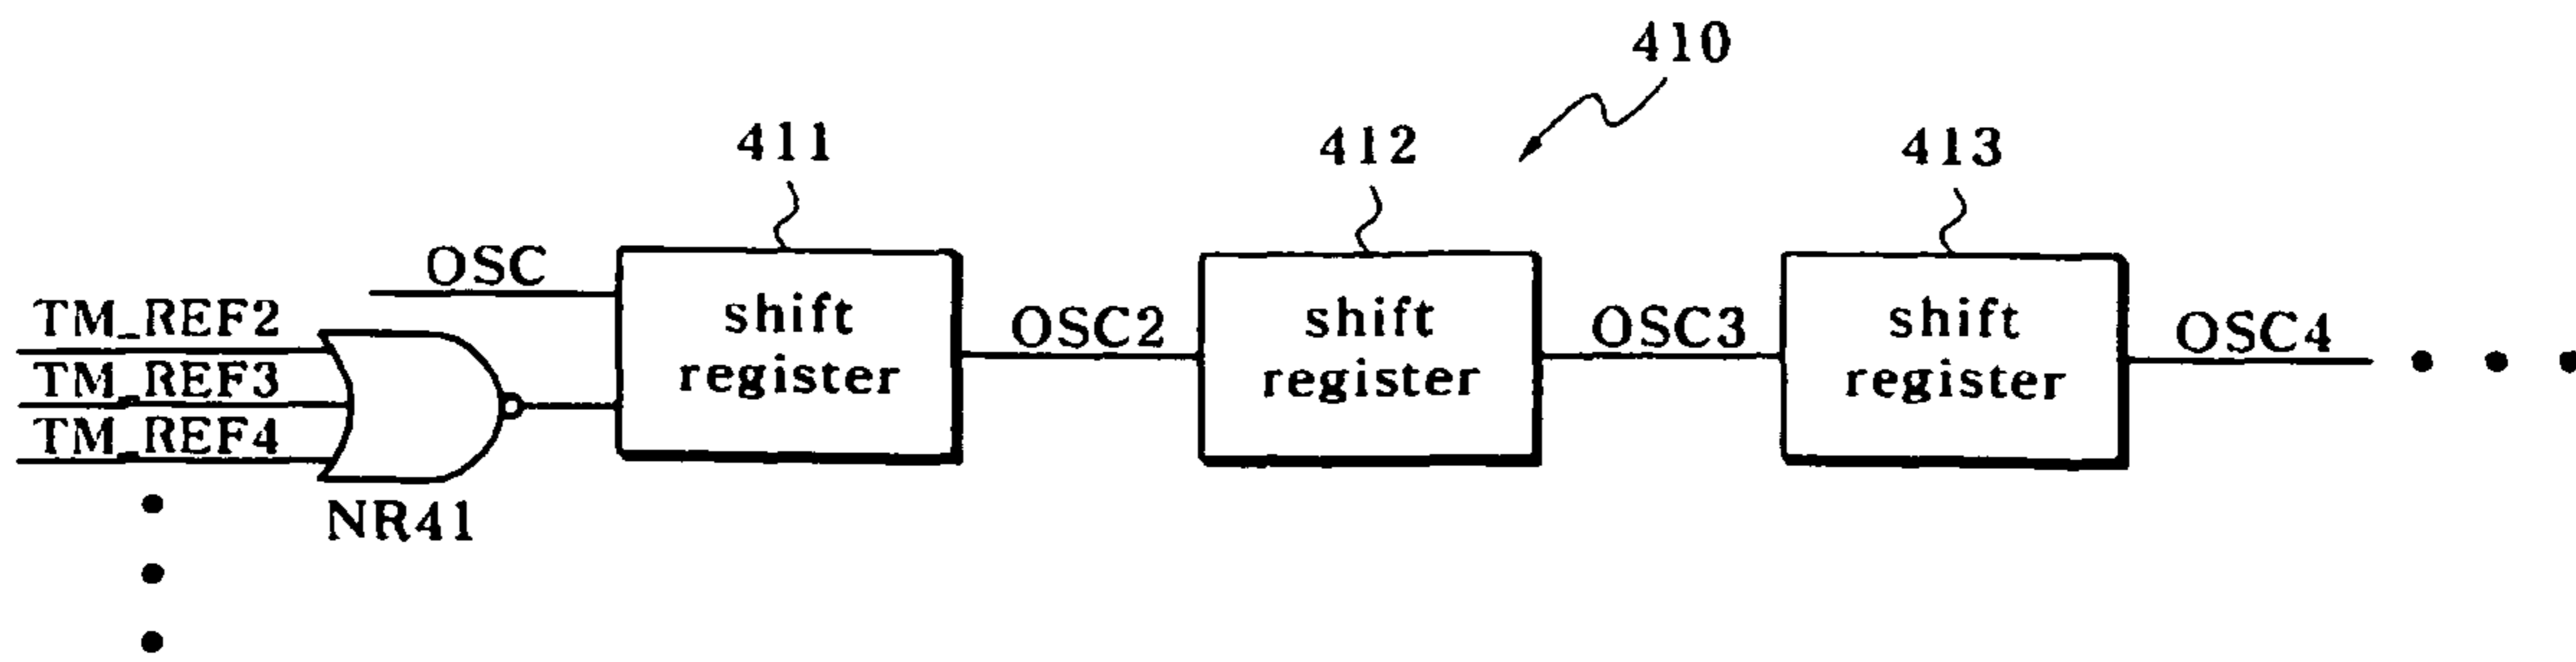 410
411
412
413
OSC
TM_REF2
TM_REF3
TM_REF4
NR41
shift
register
OSC2
shift
register
OSC3
shift
register
OSC4